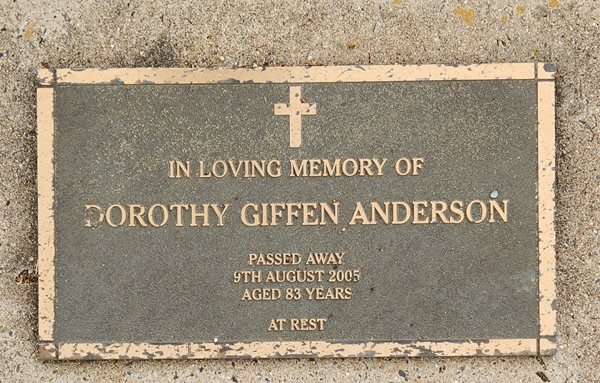 IN LOVING MEMORY OF
DOROTHY GIFFEN ANDERSON
PASSED AWAY
9TH AUGUST 2005
AGED 83 YEARS
AT REST